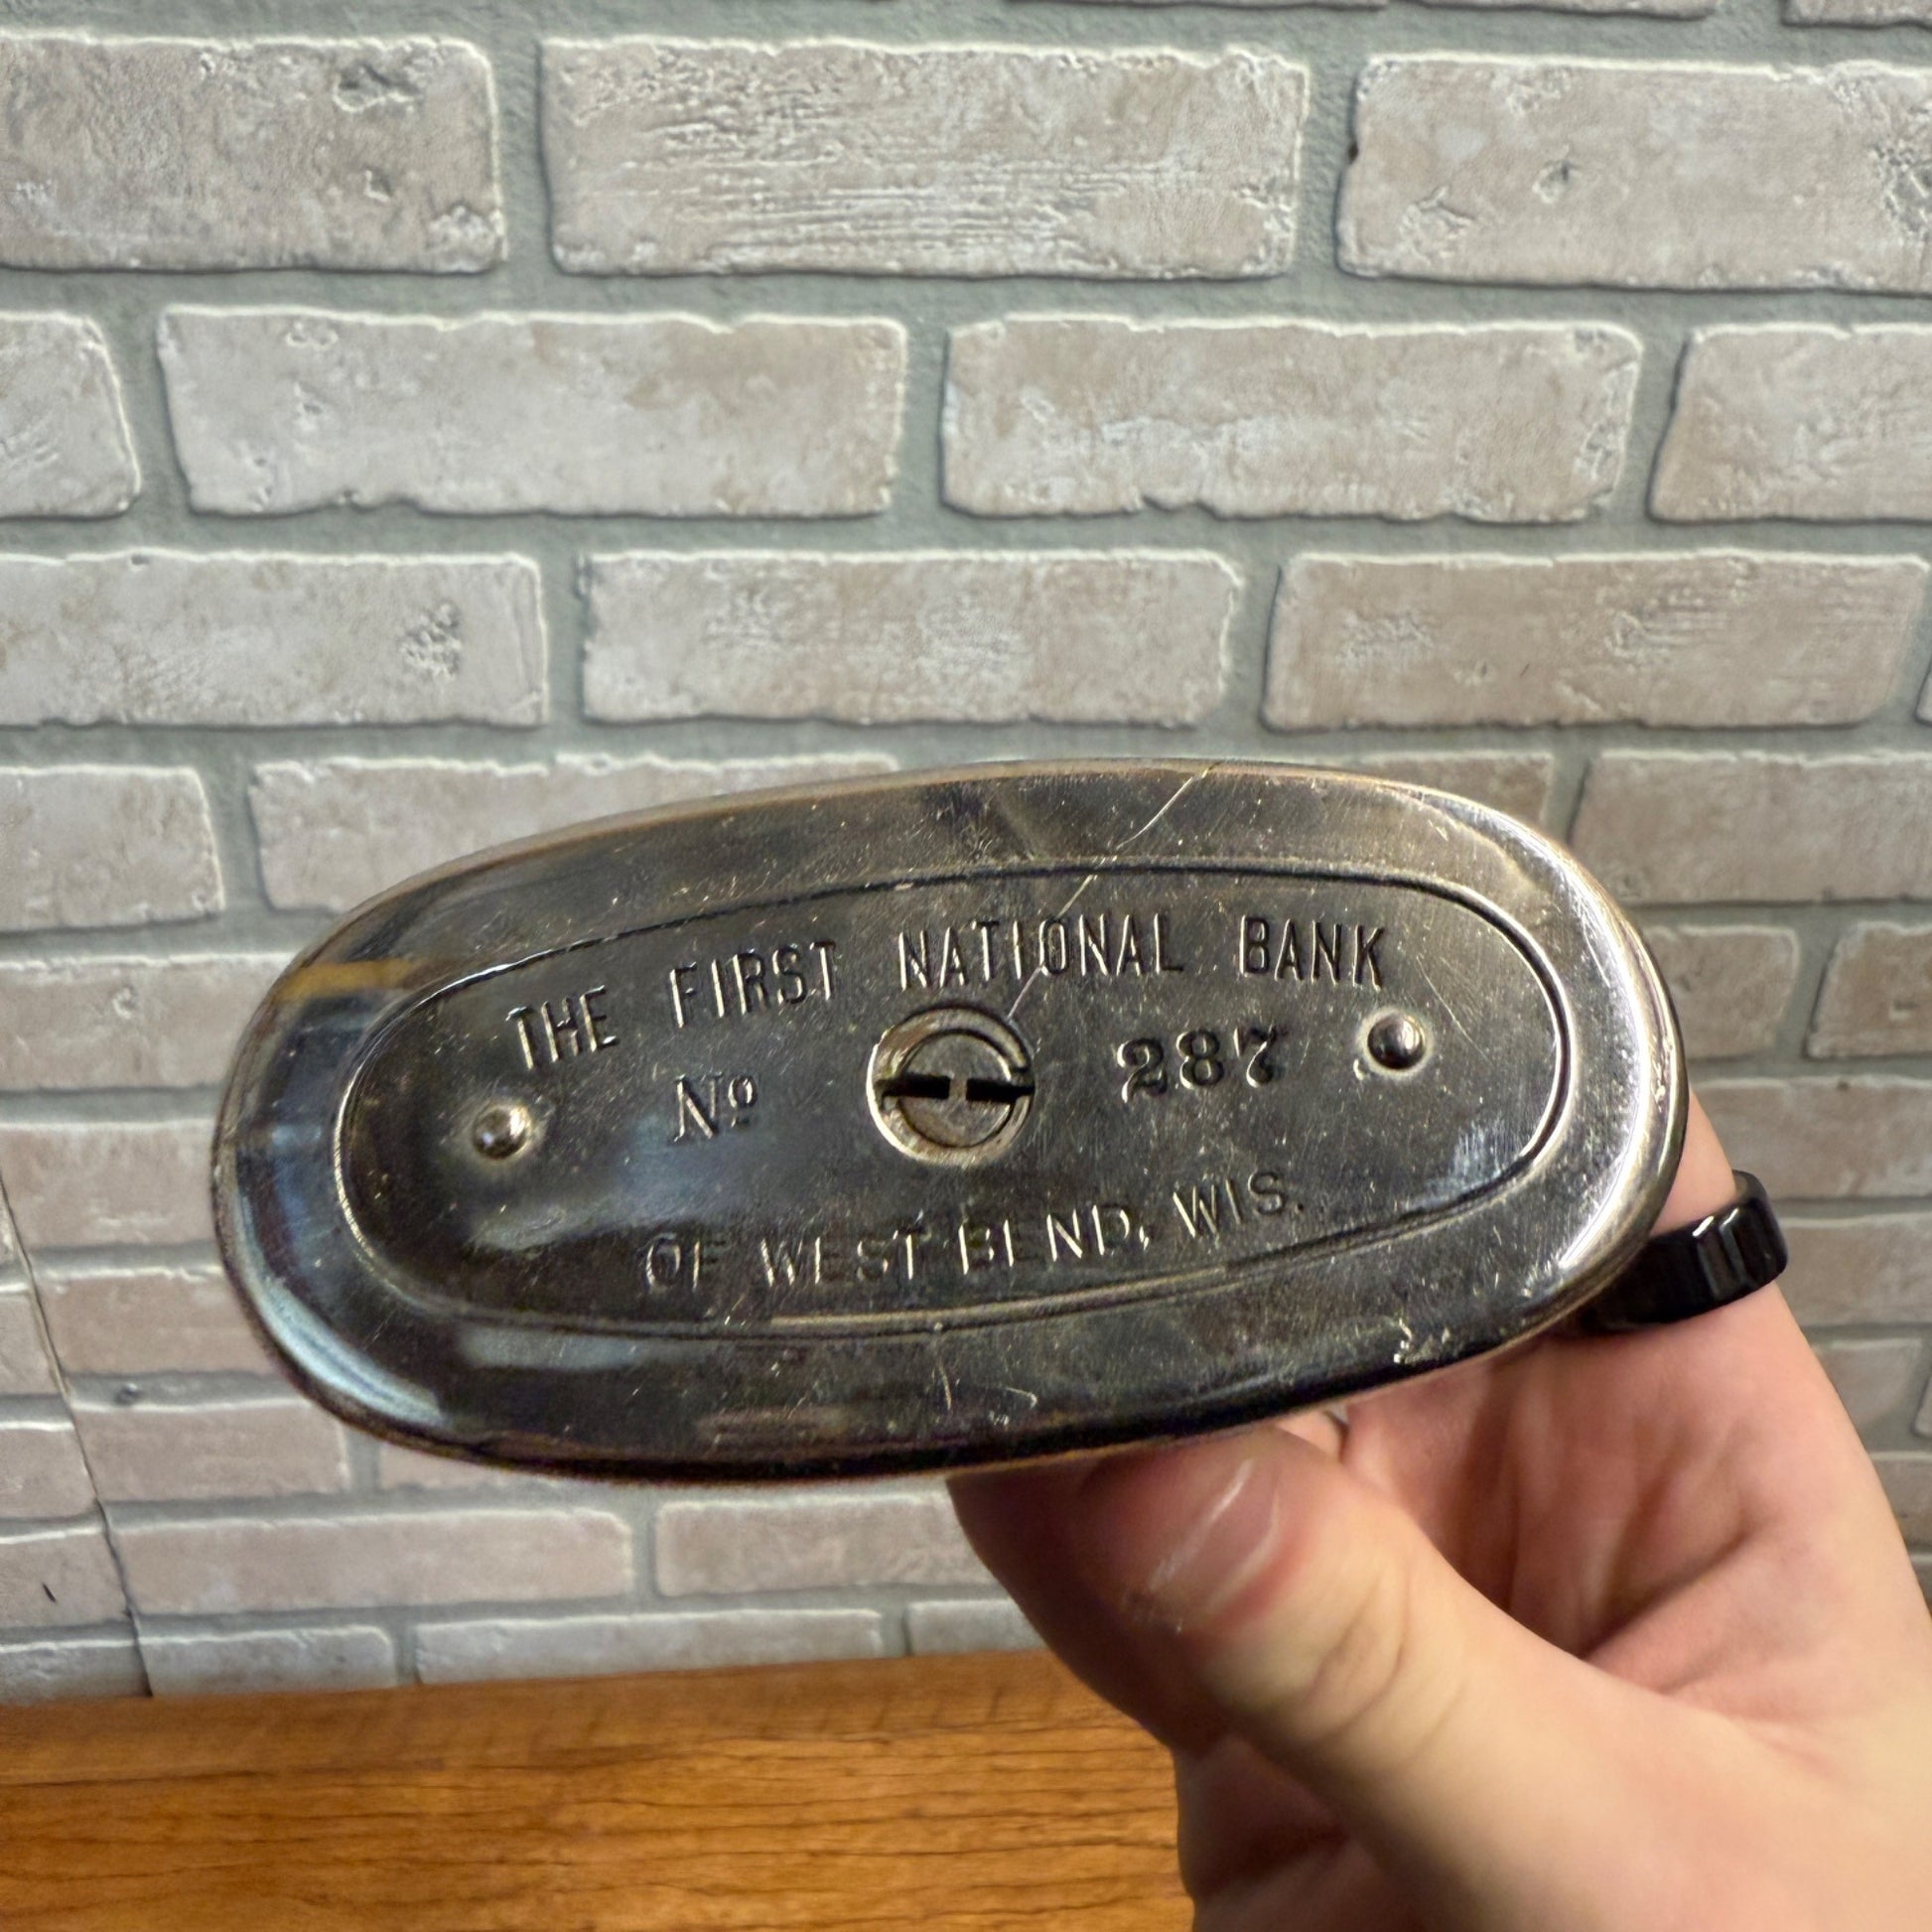 THE FIRST NATIONAL BANK
No 287
OF WEST BEND, WIS.